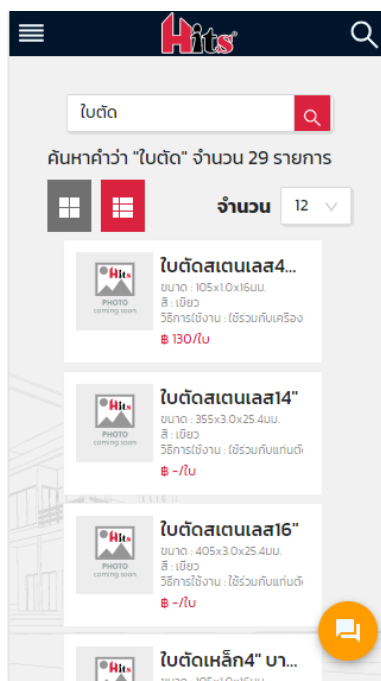 Hits
ใบตัด
ค้นหาคำว่า "ใบตัด" จำนวน 29 รายการ
จำนวน 12
Hits
PHOTO
coming soon
ใบตัดสเตนเลส4...
ขนาด : 105x1.0x16มม.
สี : เขียว
วิธีการใช้งาน : ใช้ร่วมกับเครื่อง
฿ 130/ใบ
Hits
PHOTO
coming soon
ใบตัดสเตนเลส14"
ขนาด : 355x3.0x25.4มม.
สี : เขียว
วิธีการใช้งาน : ใช้ร่วมกับแท่นตั
฿ -/ใบ
Hits
PHOTO
coming soon
ใบตัดสเตนเลส16"
ขนาด : 405x3.0x25.4มม.
สี : เขียว
วิธีการใช้งาน : ใช้ร่วมกับแท่นตั
฿ -/ใบ
Hits
ใบตัดเหล็ก4" บา...